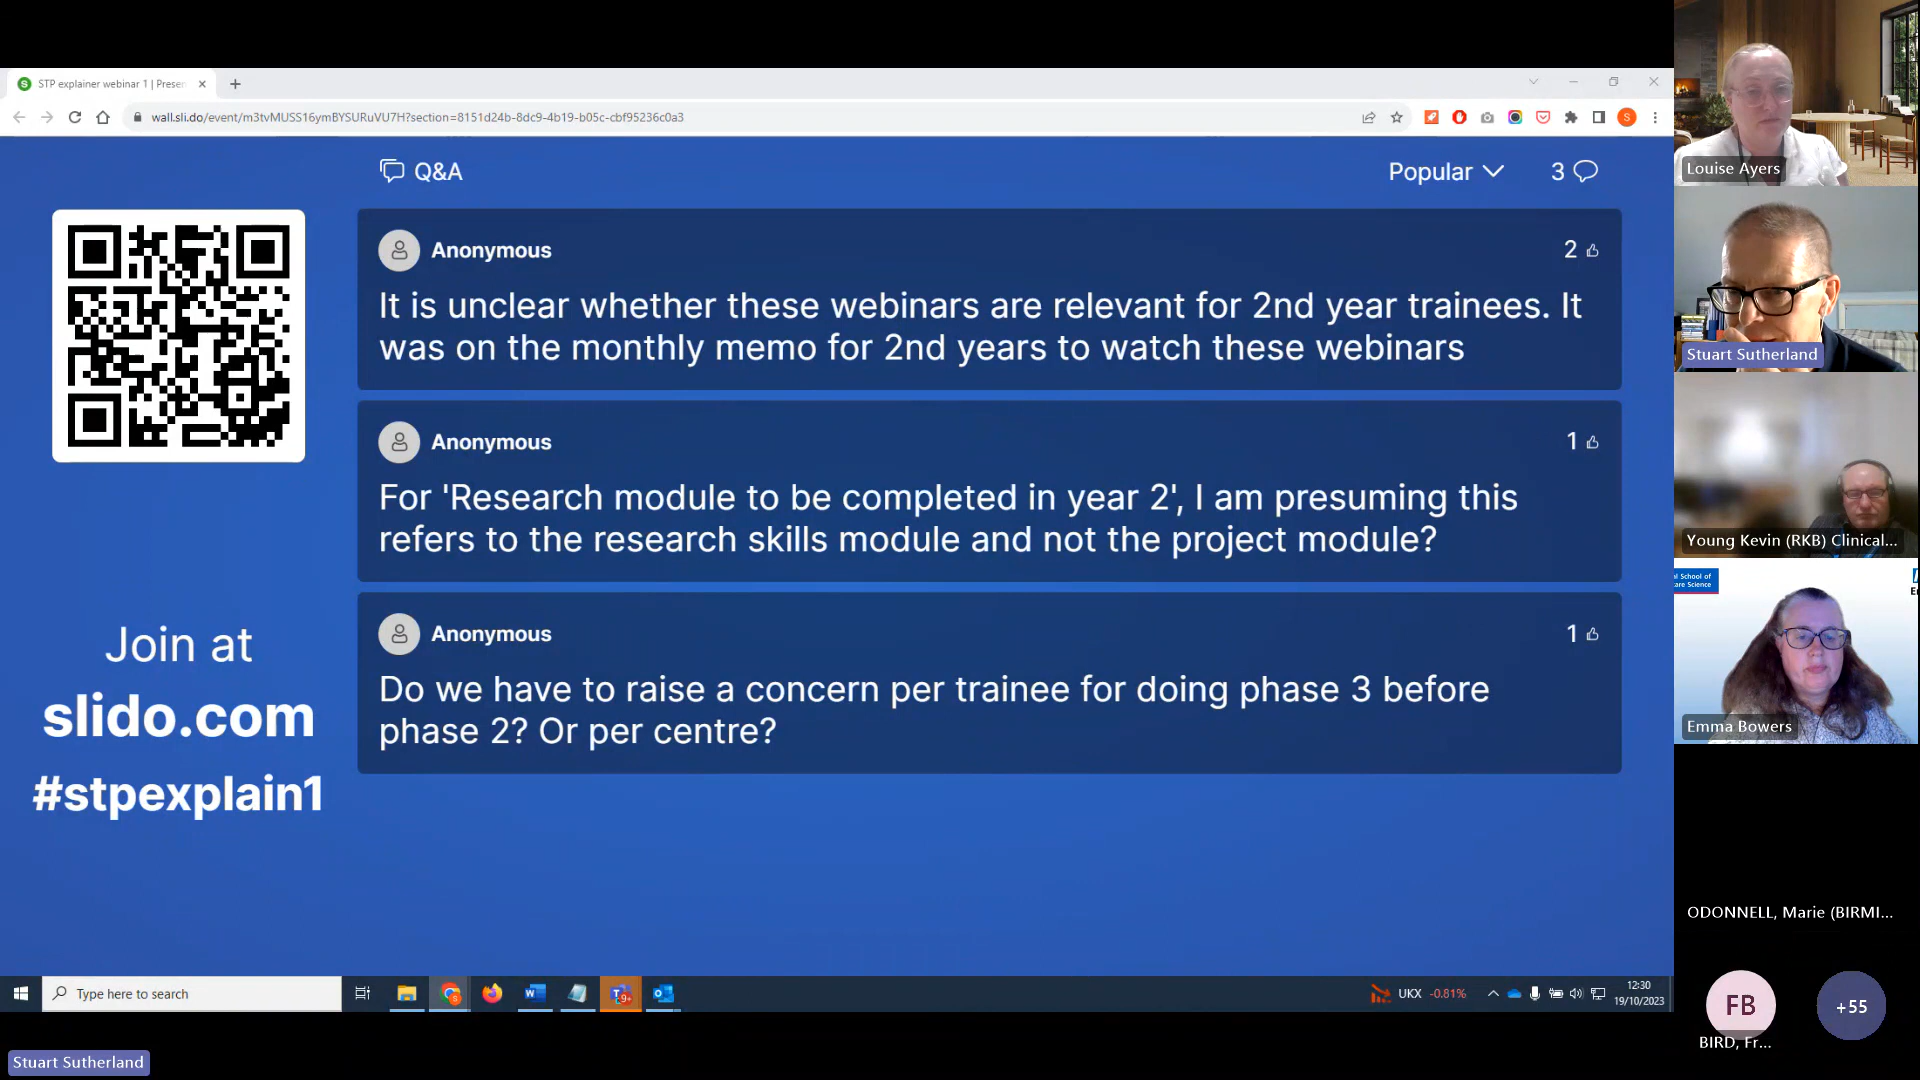 STP explainer webinar 1 | Presen
wall.sli.do/event/m3tvMUSS16ymBYSURuVU7H?section=8151d24b-8dc9-4b19-b05c-cbf95236c0a3
S
Q&A
Popular
3
Anonymous
2
It is unclear whether these webinars are relevant for 2nd year trainees. It
was on the monthly memo for 2nd years to watch these webinars
Anonymous
1
For 'Research module to be completed in year 2', I am presuming this
refers to the research skills module and not the project module?
Anonymous
1
Do we have to raise a concern per trainee for doing phase 3 before
phase 2? Or per centre?
Join at
slido.com
#stpexplain1
Type here to search
9+
UKX -0.81%
12:30
19/10/2023
Stuart Sutherland
Louise Ayers
Stuart Sutherland
Young Kevin (RKB) Clinical...
l School of
are Science
Emma Bowers
ODONNELL, Marie (BIRMI...
FB
BIRD, Fr...
+55